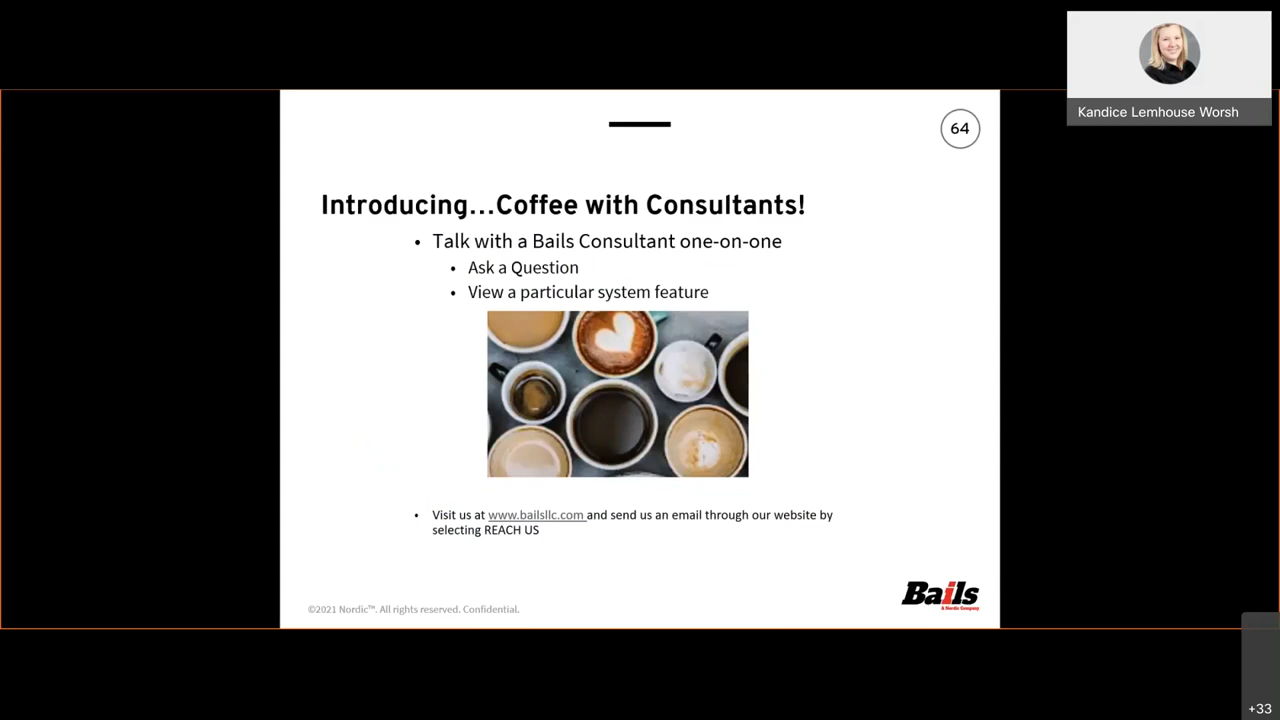 Kandice Lemhouse Worsh
64
Introducing...Coffee with Consultants!
• Talk with a Bails Consultant one-on-one
• Ask a Question
• View a particular system feature
• Visit us at www.bailsllc.com and send us an email through our website by
selecting REACH US
Bails
A Nordic Company
©2021 Nordic™. All rights reserved. Confidential.
+33